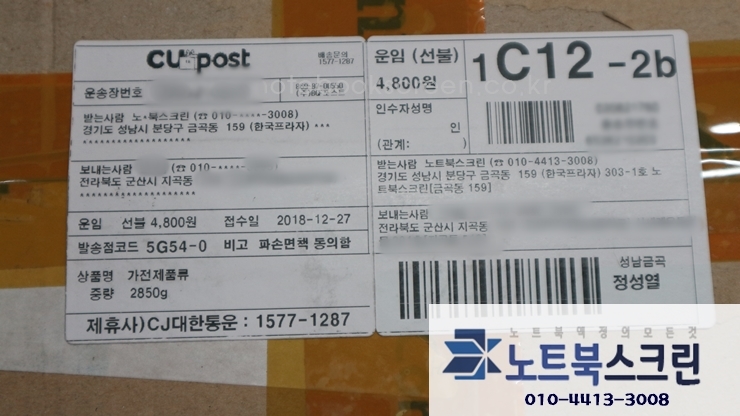 CU post
배송문의
1577-1287
운송장번호
받는사람 노*북스크린 (☎ 010-****-3008)
경기도 성남시 분당구 금곡동 159 (한국프라자) ***
********************
보내는사람 (☎ 010-****-
전라북도 군산시 지곡동
********************
운임 선불 4,800원 접수일 2018-12-27
발송점코드 5G54-0 비고 파손면책 동의함
상품명 가전제품류
중량 2850g
제휴사)CJ대한통운 : 1577-1287
운임 (선불)
4,800원
1C12 -2b
인수자성명
인
(관계: )
받는사람 노트북스크린 (☎ 010-4413-3008)
경기도 성남시 분당구 금곡동 159 (한국프라자) 303-1호 노
트북스크린[금곡동 159]
보내는사람
전라북도 군산시 지곡동
성남금곡
정성열
노트북액정의모든것
노트북스크린
010-4413-3008